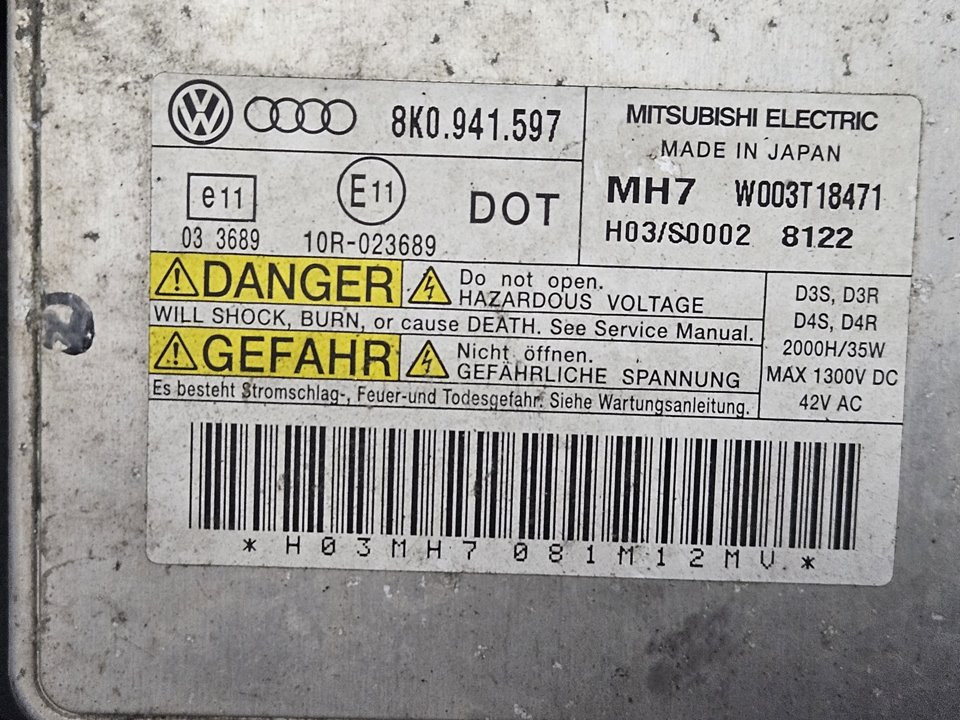 8K0.941.597
MITSUBISHI ELECTRIC
MADE IN JAPAN
MH7 W003T18471
H03/S0002 8122
e11
E11
DOT
03 3689
10R-023689
DANGER
Do not open.
HAZARDOUS VOLTAGE
WILL SHOCK, BURN, or cause DEATH. See Service Manual.
GEFAHR
Nicht öffnen.
GEFÄHRLICHE SPANNUNG
Es besteht Stromschlag-, Feuer-und Todesgefahr. Siehe Wartungsanleitung.
D3S, D3R
D4S, D4R
2000H/35W
MAX 1300V DC
42V AC
*H03MH7081M12MV*